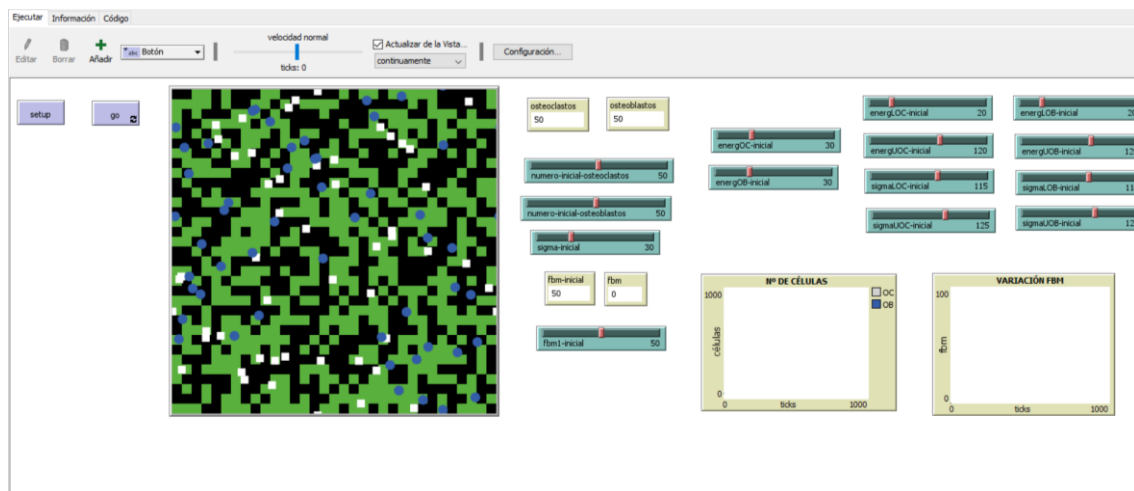 Ejecutar Información Código
velocidad normal
Editar Borrar Añadir abc Botón
Actualizar de la Vista...
continuamente
Configuración...
ticks: 0
setup
go
osteoclastos
50
osteoblastos
50
numero-inicial-osteoclastos 50
numero-inicial-osteoblastos 50
sigma-inicial 30
fbm-inicial
50
fbm
0
fbm1-inicial 50
energOC-inicial 30
energOB-inicial 30
energLOC-inicial 20
energUOC-inicial 120
sigmaLOC-inicial 115
sigmaUOC-inicial 125
energLOB-inicial
energUOB-inicial
sigmaLOB-inicial
sigmaUOB-inicial
Nº DE CÉLULAS
1000
células
0
0 ticks 1000
OC
OB
VARIACIÓN FBM
100
fbm
0
0 ticks 1000